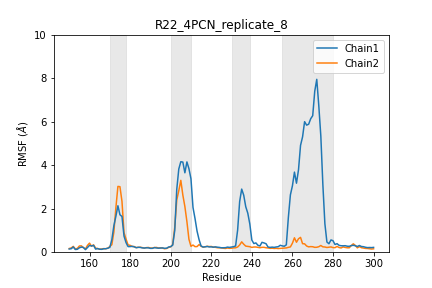 R22_4PCN_replicate_8
10
8
6
4
2
0
RMSF (Å)
Chain1
Chain2
160 180 200 220 240 260 280 300
Residue